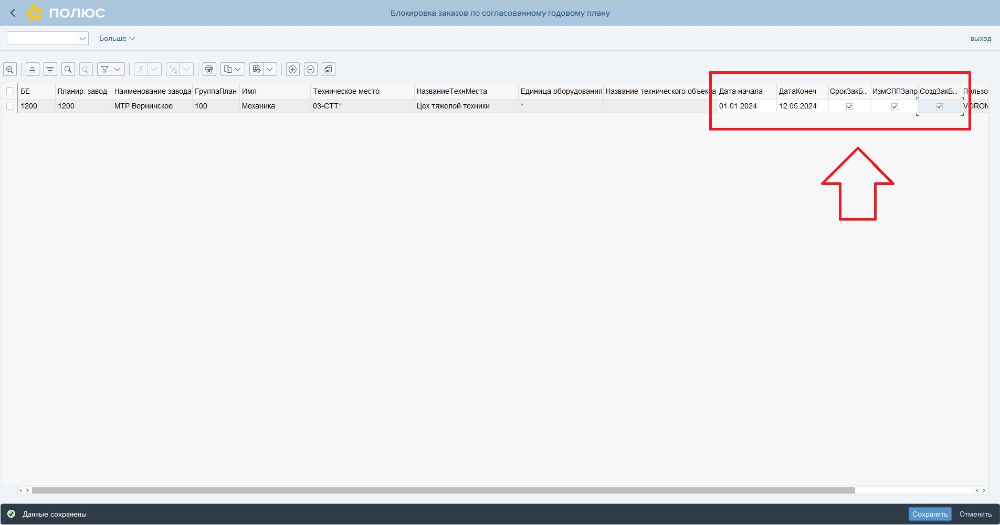 ПОЛЮС
Блокировка заказов по согласованному годовому плану
Больше
выход
БЕ Планир. завод Наименование завода ГруппаПлан Имя Техническое место НазваниеТехнМеста Единица оборудования Название технического объекта Дата начала ДатаКонеч СрокЗакБ... ИзмСППЗапр СоздЗакБ... Пользо
1200 1200 МТР Вернинское 100 Механика 03-СТТ* Цех тяжелой техники * 01.01.2024 12.05.2024 VORON
Данные сохранены Сохранить Отменить